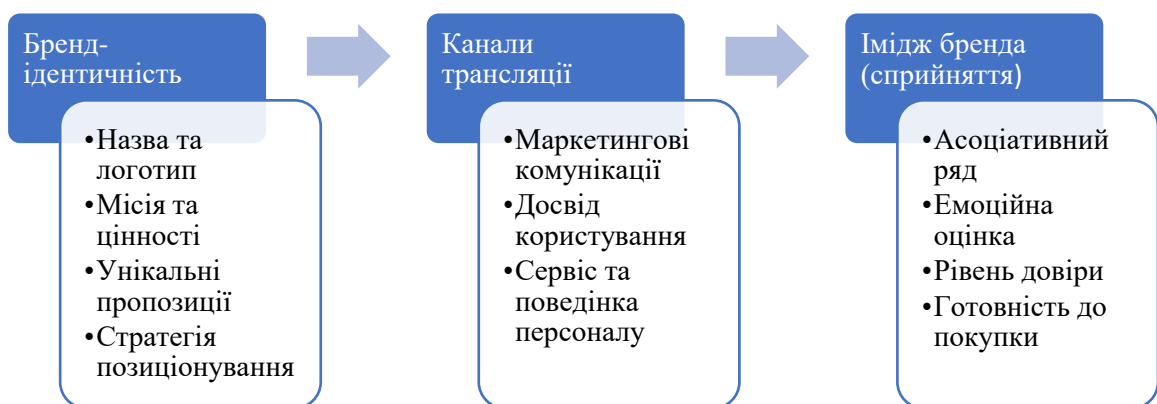 Бренд-
ідентичність
•Назва та
логотип
•Місія та
цінності
•Унікальні
пропозиції
•Стратегія
позиціонування
Канали
трансляції
•Маркетингові
комунікації
•Досвід
користування
•Сервіс та
поведінка
персоналу
Імідж бренда
(сприйняття)
•Асоціативний
ряд
•Емоційна
оцінка
•Рівень довіри
•Готовність до
покупки